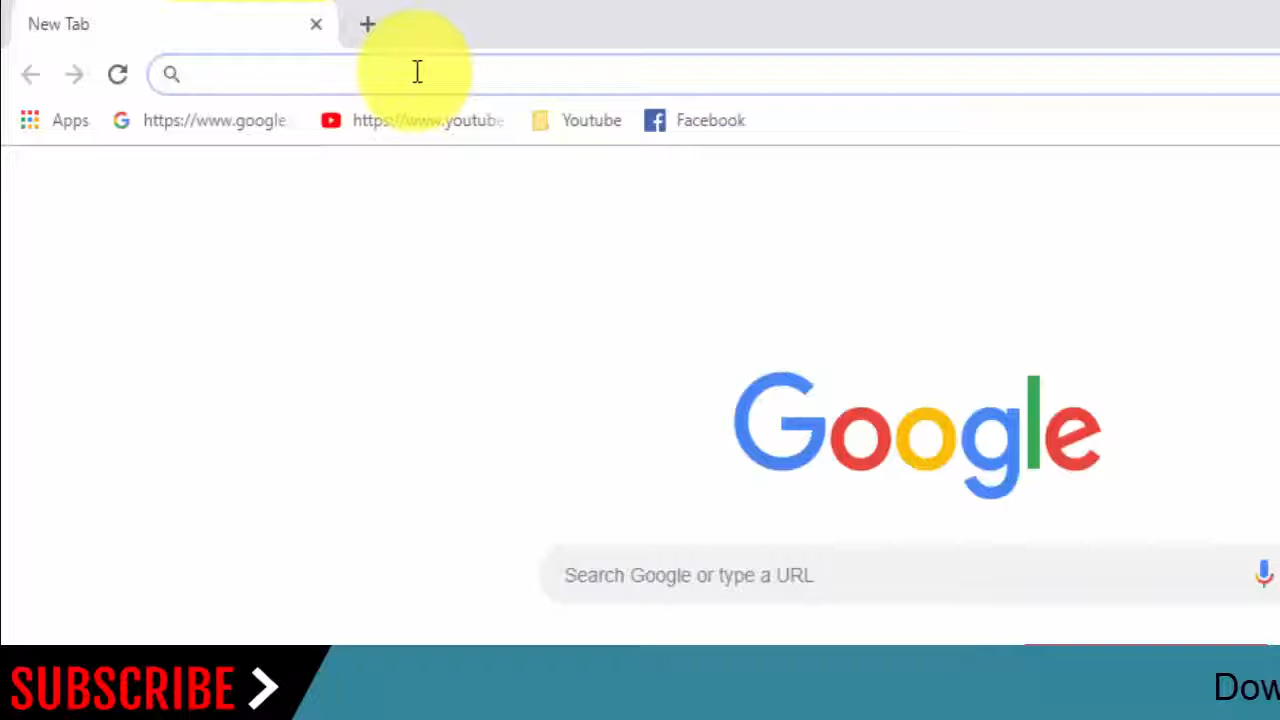 New Tab
Apps https://www.google https://www.youtube Youtube Facebook
Google
Search Google or type a URL
SUBSCRIBE
Dow